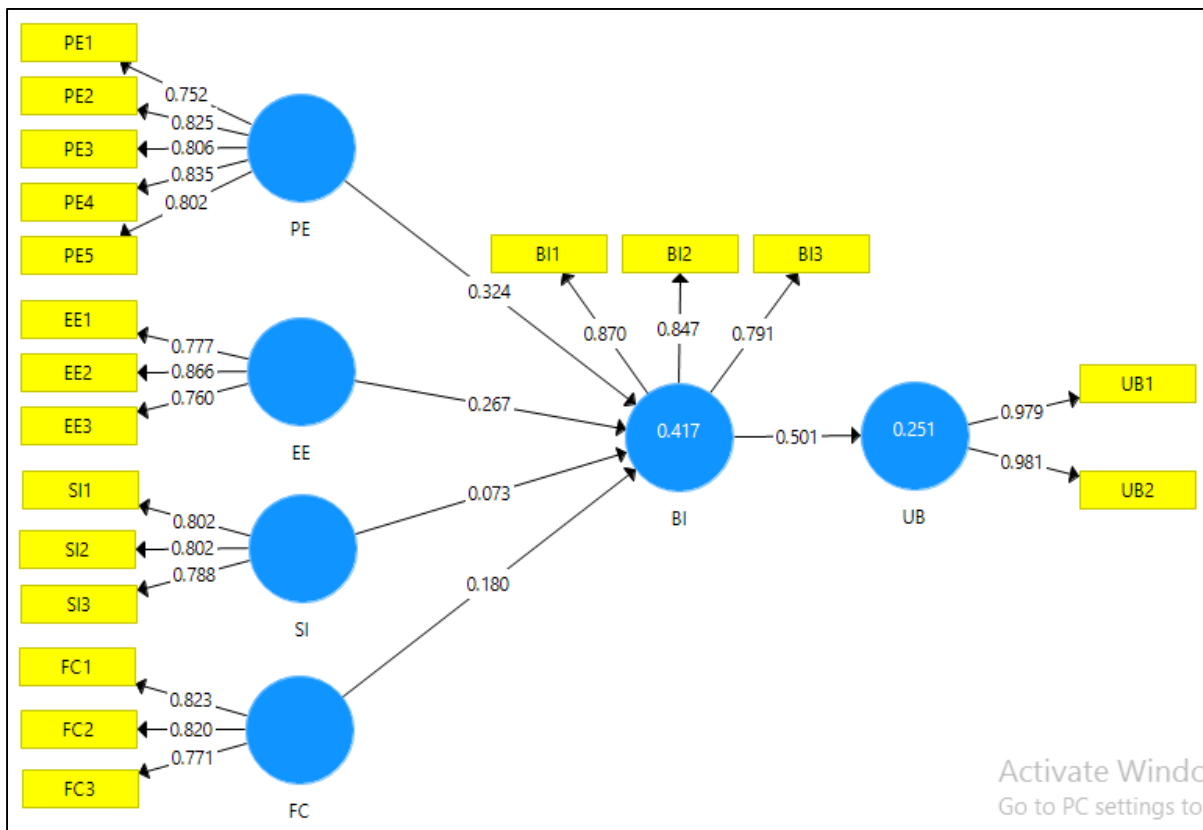 PE1
0.752
PE2
0.825
PE3
0.806
PE4
0.835
0.802
PE5
PE
0.324
BI1
BI2
BI3
0.870
0.847
0.791
EE1
0.777
EE2
0.866
EE3
0.760
EE
0.267
0.417
BI
0.501
0.251
UB
UB1
0.979
0.981
UB2
SI1
0.802
SI2
0.802
SI3
0.788
SI
0.073
FC1
0.823
FC2
0.820
0.771
FC3
FC
0.180
Activate Windo
Go to PC settings to